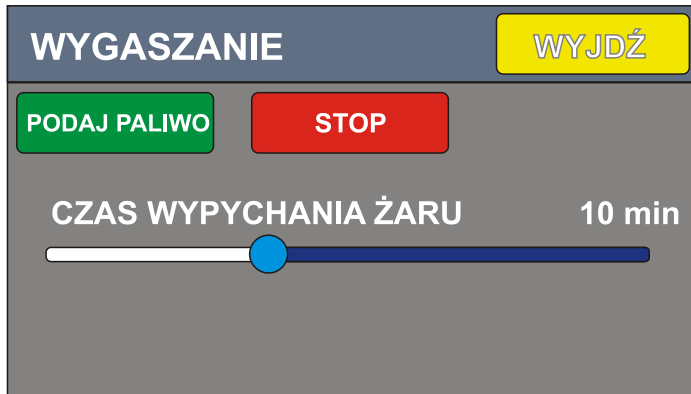 WYGASZANIE
WYJDŹ
PODAJ PALIWO
STOP
CZAS WYPYCHANIA ŻARU
10 min